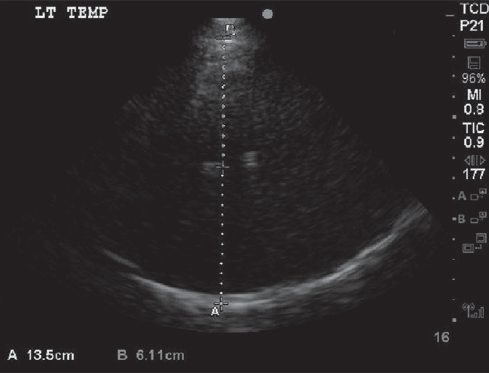 LT TEMP
TCD
P21
96%
MI
0.8
TIC
0.9
177
A
B
A
16
A 13.5cm B 6.11cm